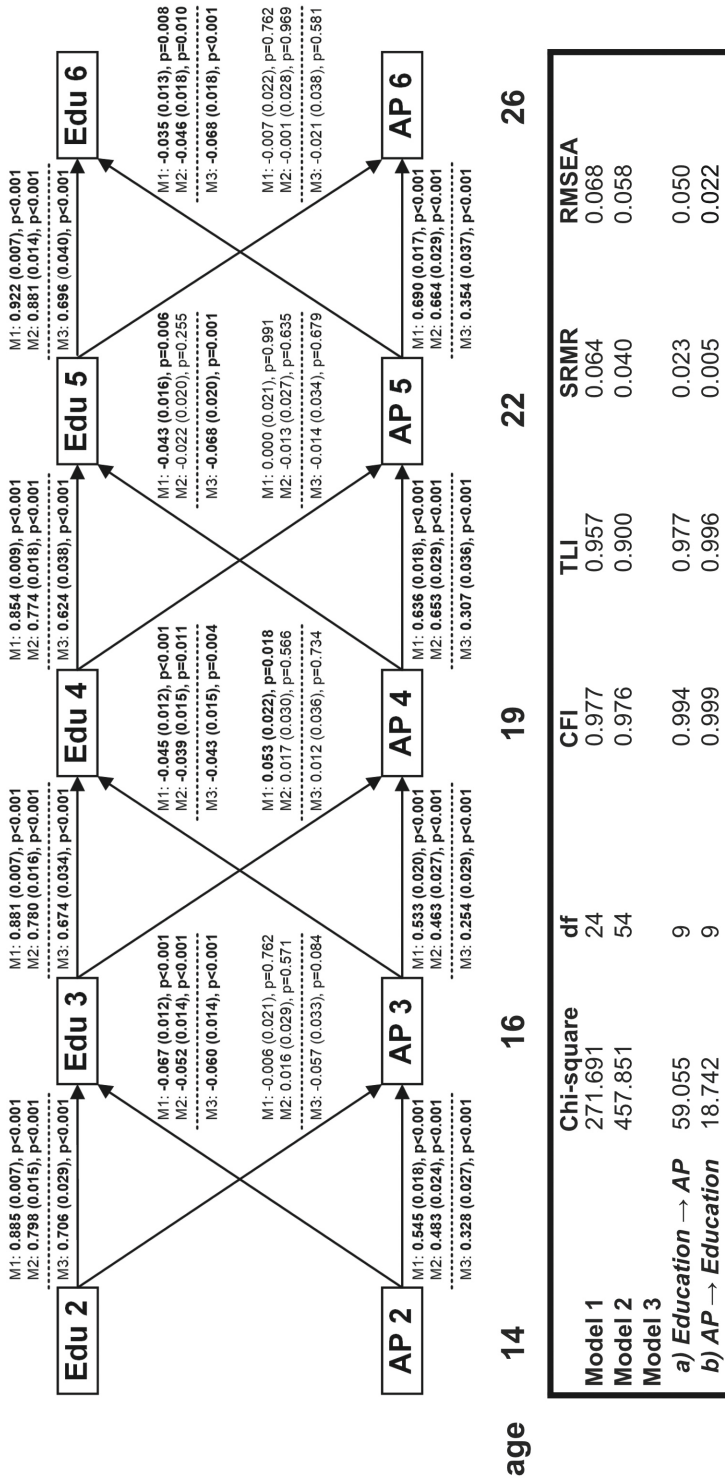 M1: 0.885 (0.007), p<0.001
M2: 0.798 (0.015), p<0.001
M3: 0.706 (0.029), p<0.001
M1: 0.881 (0.007), p<0.001
M2: 0.780 (0.016), p<0.001
M3: 0.674 (0.034), p<0.001
M1: 0.854 (0.009), p<0.001
M2: 0.774 (0.018), p<0.001
M3: 0.624 (0.038), p<0.001
M1: 0.922 (0.007), p<0.001
M2: 0.881 (0.014), p<0.001
M3: 0.696 (0.040), p<0.001
Edu 2
Edu 3
Edu 4
Edu 5
Edu 6
M1: -0.067 (0.012), p<0.001
M2: -0.052 (0.014), p<0.001
M3: -0.060 (0.014), p<0.001
M1: -0.045 (0.012), p<0.001
M2: -0.039 (0.015), p=0.011
M3: -0.043 (0.015), p=0.004
M1: -0.043 (0.016), p=0.006
M2: -0.022 (0.020), p=0.255
M3: -0.068 (0.020), p=0.001
M1: -0.035 (0.013), p=0.008
M2: -0.046 (0.018), p=0.010
M3: -0.068 (0.018), p<0.001
M1: -0.006 (0.021), p=0.762
M2: 0.016 (0.029), p=0.571
M3: -0.057 (0.033), p=0.084
M1: 0.053 (0.022), p=0.018
M2: 0.017 (0.030), p=0.566
M3: 0.012 (0.036), p=0.734
M1: 0.000 (0.021), p=0.991
M2: -0.013 (0.027), p=0.635
M3: -0.014 (0.034), p=0.679
M1: -0.007 (0.022), p=0.762
M2: -0.001 (0.028), p=0.969
M3: -0.021 (0.038), p=0.581
AP 2
AP 3
AP 4
AP 5
AP 6
M1: 0.545 (0.018), p<0.001
M2: 0.483 (0.024), p<0.001
M3: 0.328 (0.027), p<0.001
M1: 0.533 (0.020), p<0.001
M2: 0.463 (0.027), p<0.001
M3: 0.254 (0.029), p<0.001
M1: 0.636 (0.018), p<0.001
M2: 0.653 (0.029), p<0.001
M3: 0.307 (0.036), p<0.001
M1: 0.690 (0.017), p<0.001
M2: 0.664 (0.029), p<0.001
M3: 0.354 (0.037), p<0.001
age 14 16 19 22 26
Chi-square df CFI TLI SRMR RMSEA
Model 1 271.691 24 0.977 0.957 0.064 0.068
Model 2 457.851 54 0.976 0.900 0.040 0.058
Model 3
a) Education → AP 59.055 9 0.994 0.977 0.023 0.050
b) AP → Education 18.742 9 0.999 0.996 0.005 0.022